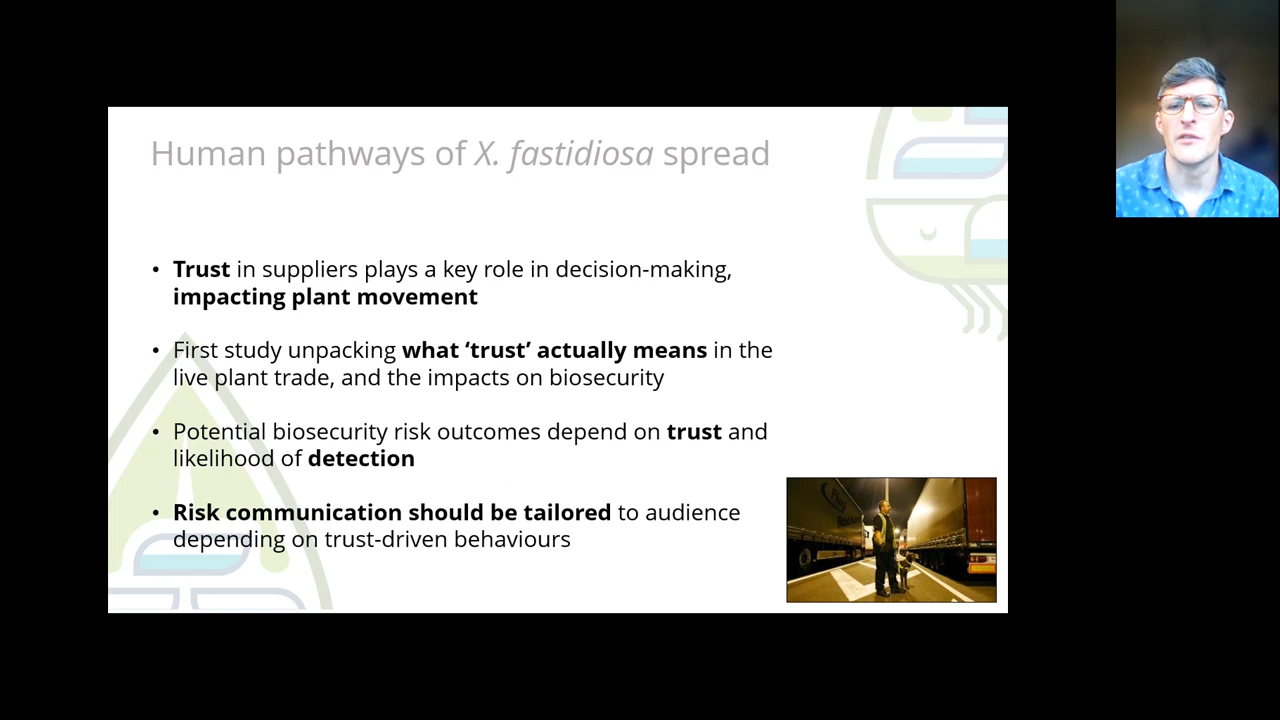 Human pathways of X. fastidiosa spread
• Trust in suppliers plays a key role in decision-making,
impacting plant movement
• First study unpacking what ‘trust’ actually means in the
live plant trade, and the impacts on biosecurity
• Potential biosecurity risk outcomes depend on trust and
likelihood of detection
• Risk communication should be tailored to audience
depending on trust-driven behaviours